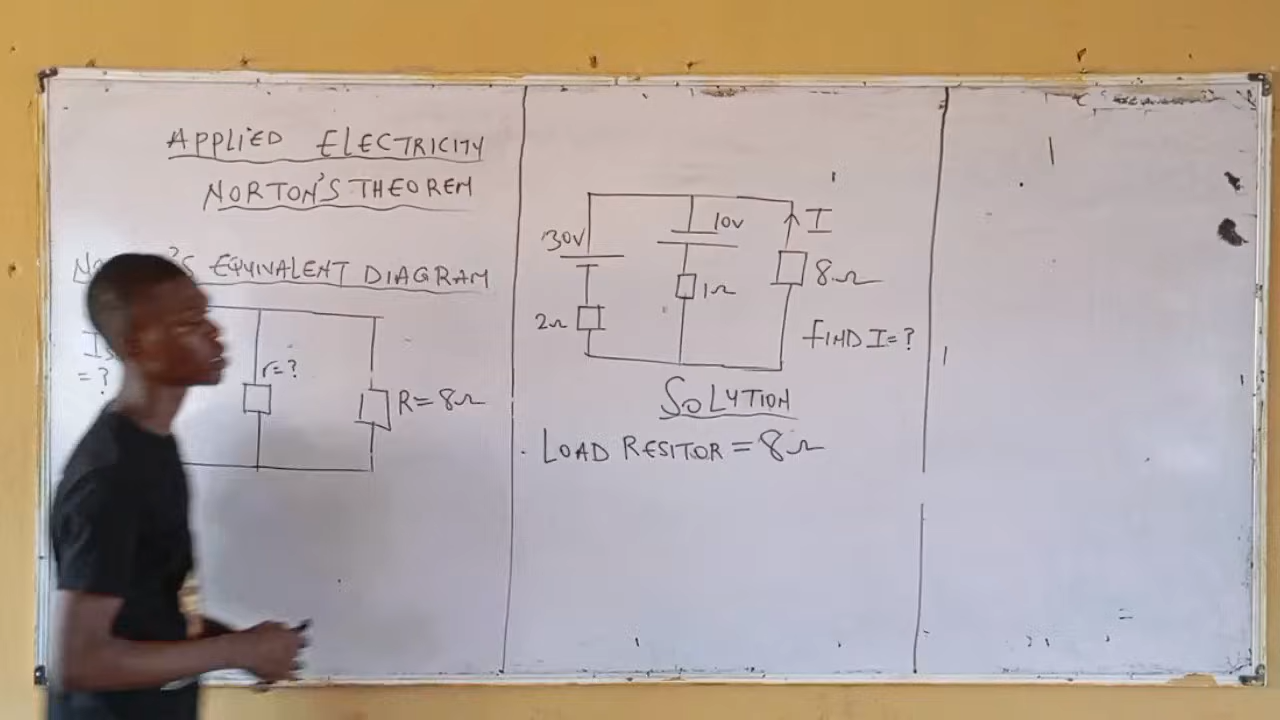 APPLIED ELECTRICITY
NORTON'S THEOREM
EQUIVALENT DIAGRAM
= ?
r = ?
R = 8Ω
30V
2Ω
10V
1Ω
I
8Ω
FIND I = ?
SOLUTION
LOAD RESITOR = 8Ω